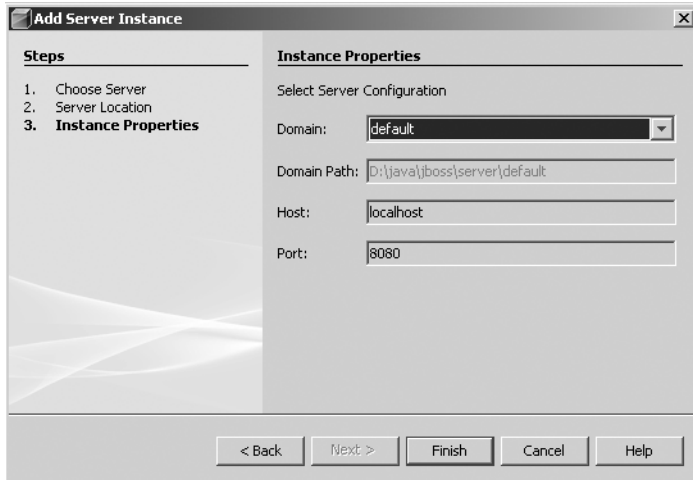 Add Server Instance
Steps
1. Choose Server
2. Server Location
3. Instance Properties
Instance Properties
Select Server Configuration
Domain: default
Domain Path: D:\java\jboss\server\default
Host: localhost
Port: 8080
< Back Next > Finish Cancel Help